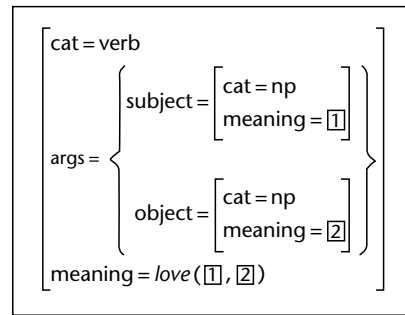 cat = verb
subject = cat = np
meaning = 1
args =
object = cat = np
meaning = 2
meaning = love ( 1 , 2 )